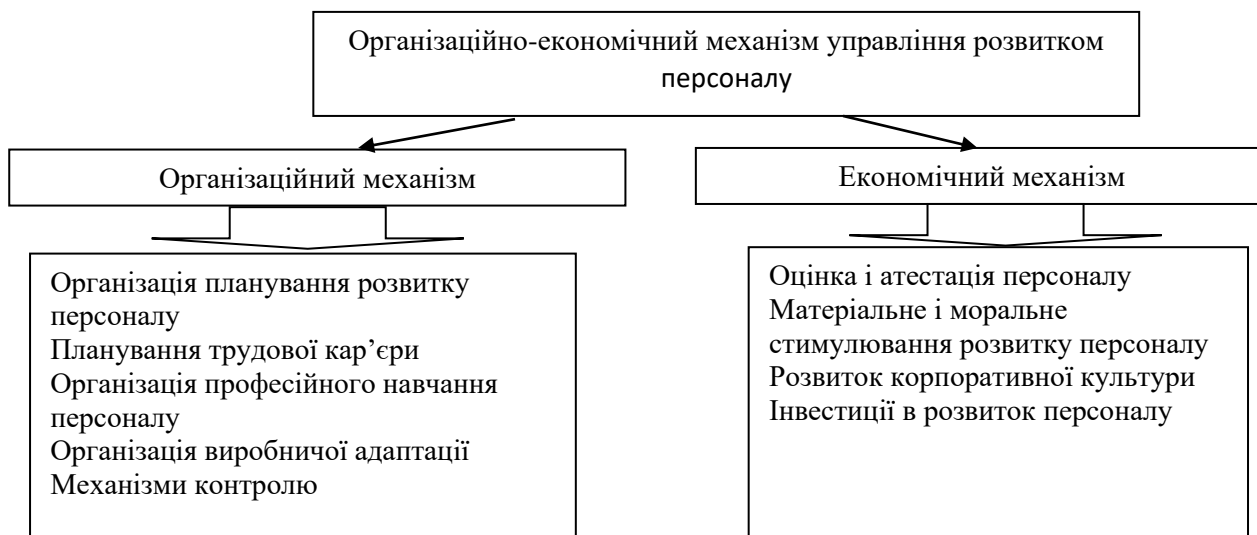 Організаційно-економічний механізм управління розвитком
персоналу
Організаційний механізм
Економічний механізм
Організація планування розвитку
персоналу
Планування трудової кар’єри
Організація професійного навчання
персоналу
Організація виробничої адаптації
Механізми контролю
Оцінка і атестація персоналу
Матеріальне і моральне
стимулювання розвитку персоналу
Розвиток корпоративної культури
Інвестиції в розвиток персоналу